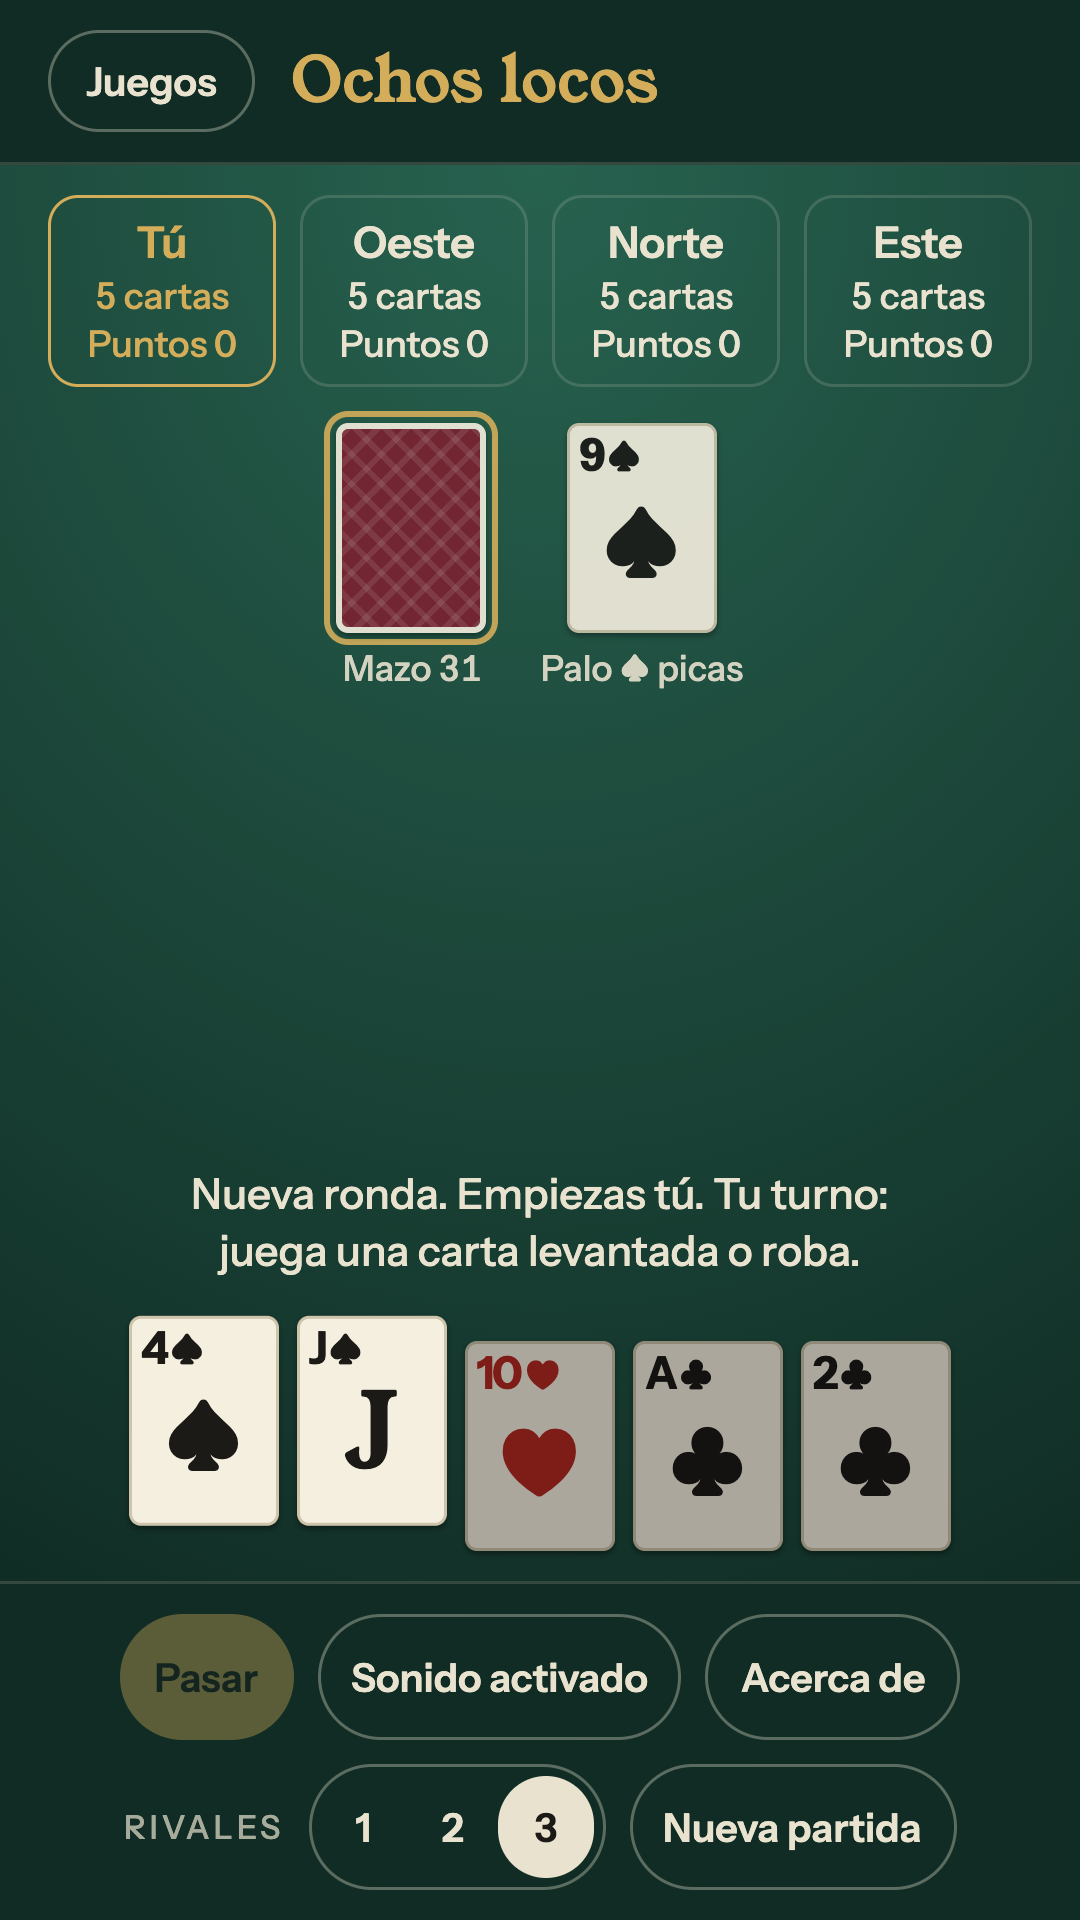 Juegos
Ochos locos
Tú
5 cartas
Puntos 0
Oeste
5 cartas
Puntos 0
Norte
5 cartas
Puntos 0
Este
5 cartas
Puntos 0
9♠
Mazo 31
Palo ♠ picas
Nueva ronda. Empiezas tú. Tu turno:
juega una carta levantada o roba.
4♠
J♠
J
10♥
A♣
2♣
Pasar
Sonido activado
Acerca de
RIVALES
1 2 3
Nueva partida